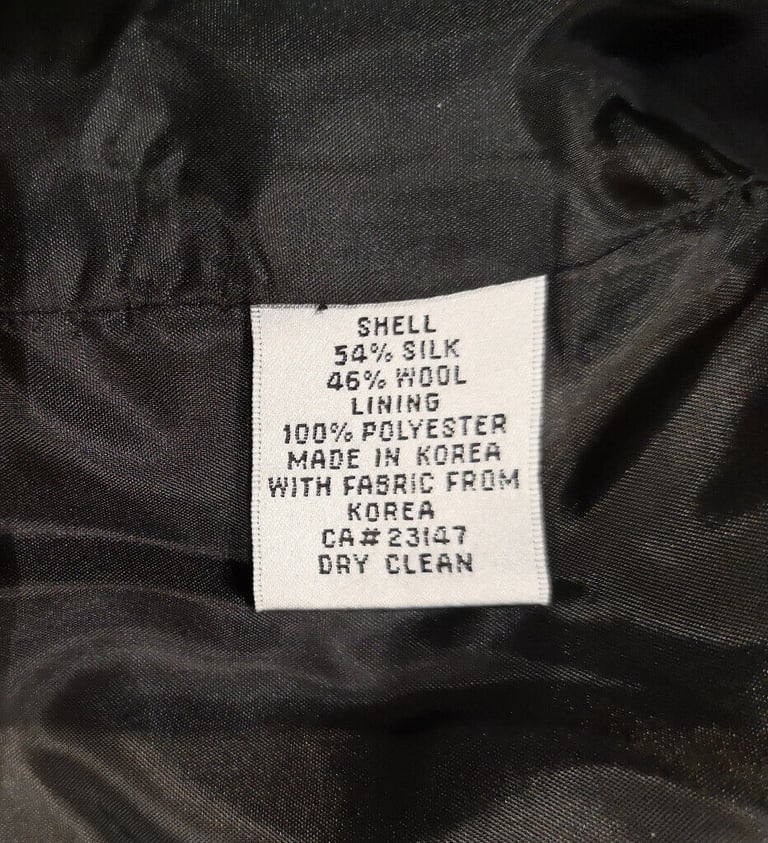 SHELL
54% SILK
46% WOOL
LINING
100% POLYESTER
MADE IN KOREA
WITH FABRIC FROM
KOREA
CA# 23147
DRY CLEAN